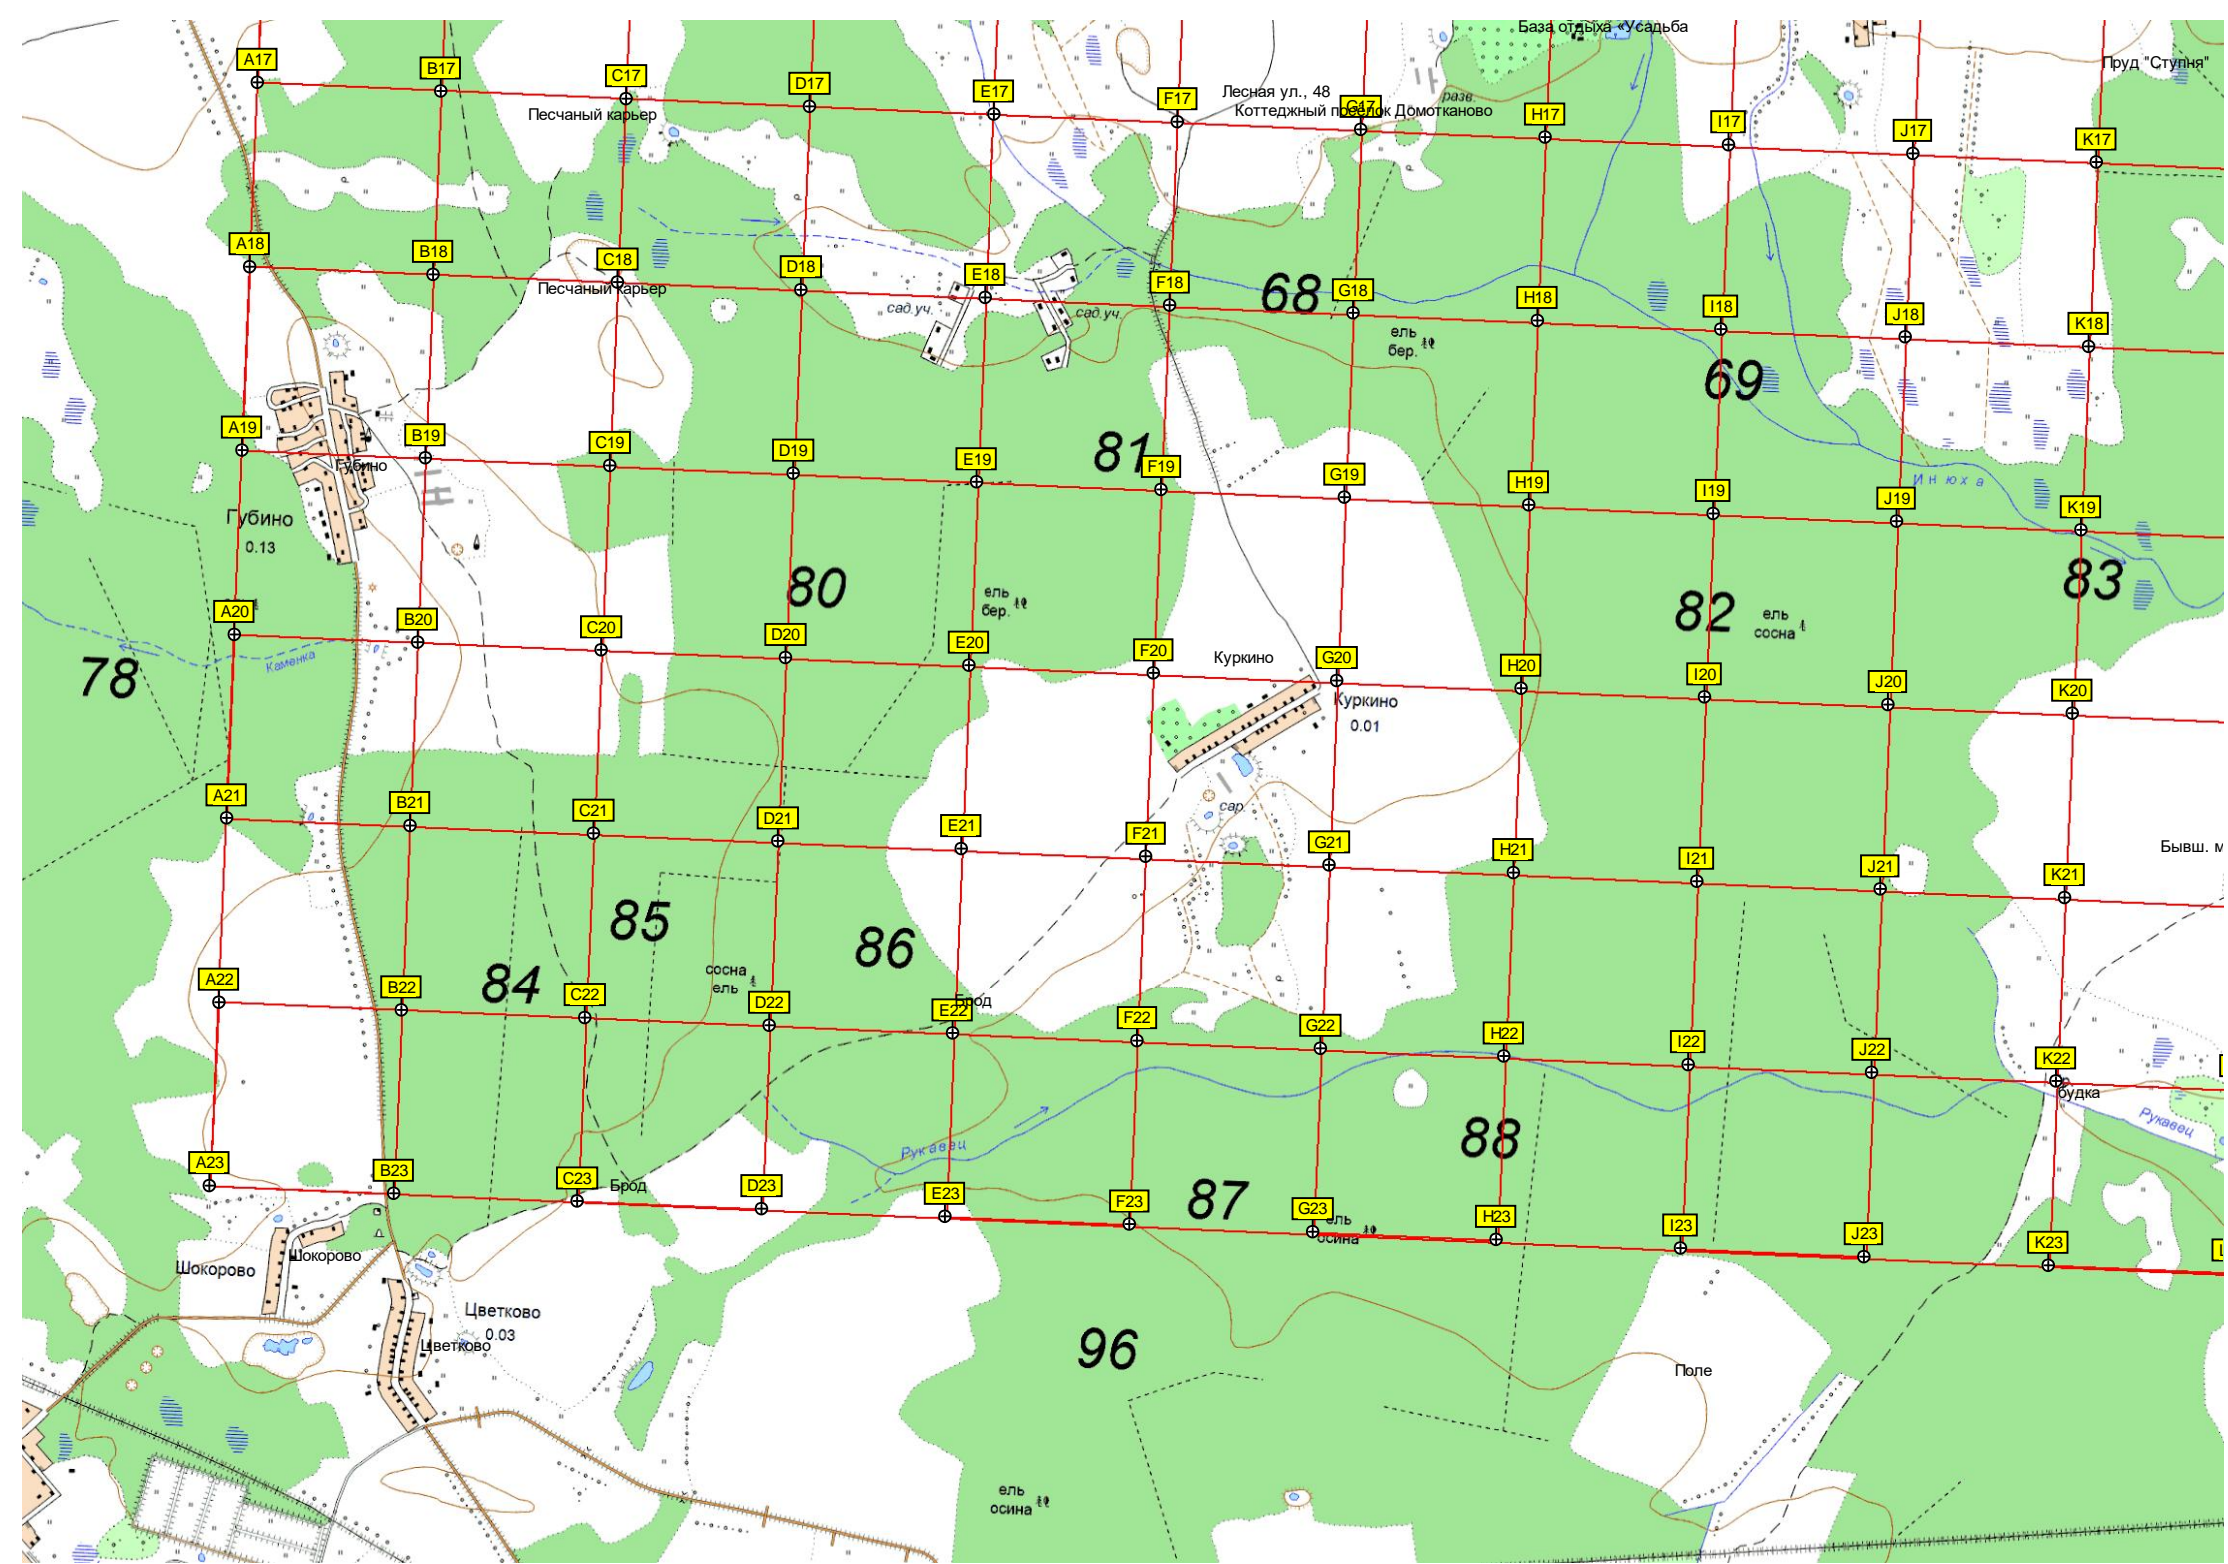 База отдыха «Усадьба
A17
B17
C17
D17
E17
F17
G17
H17
I17
J17
K17
Пруд "Ступня"
Песчаный карьер
Лесная ул., 48
Коттеджный посёлок Домотканово
разв.
A18
B18
C18
D18
E18
F18
G18
H18
I18
J18
K18
Песчаный карьер
сад.уч.
сад.уч.
68
ель
бер.
69
A19
B19
C19
D19
E19
F19
G19
H19
I19
J19
K19
81
Губино
Инюха
Губино
0.13
80
ель
бер.
82
ель
сосна
83
A20
B20
C20
D20
E20
F20
G20
H20
I20
J20
K20
Каменка
78
Куркино
Куркино
0.01
A21
B21
C21
D21
E21
F21
G21
H21
I21
J21
K21
сар.
Бывш. м
85
86
84
сосна
ель
A22
B22
C22
D22
E22
F22
G22
H22
I22
J22
K22
Брод
будка
Рукавец
Рукавец
88
A23
B23
C23
D23
E23
F23
G23
H23
I23
J23
K23
L
Брод
87
ель
осина
Шокорово
Шокорово
Цветково
0.03
Цветково
96
Поле
ель
осина